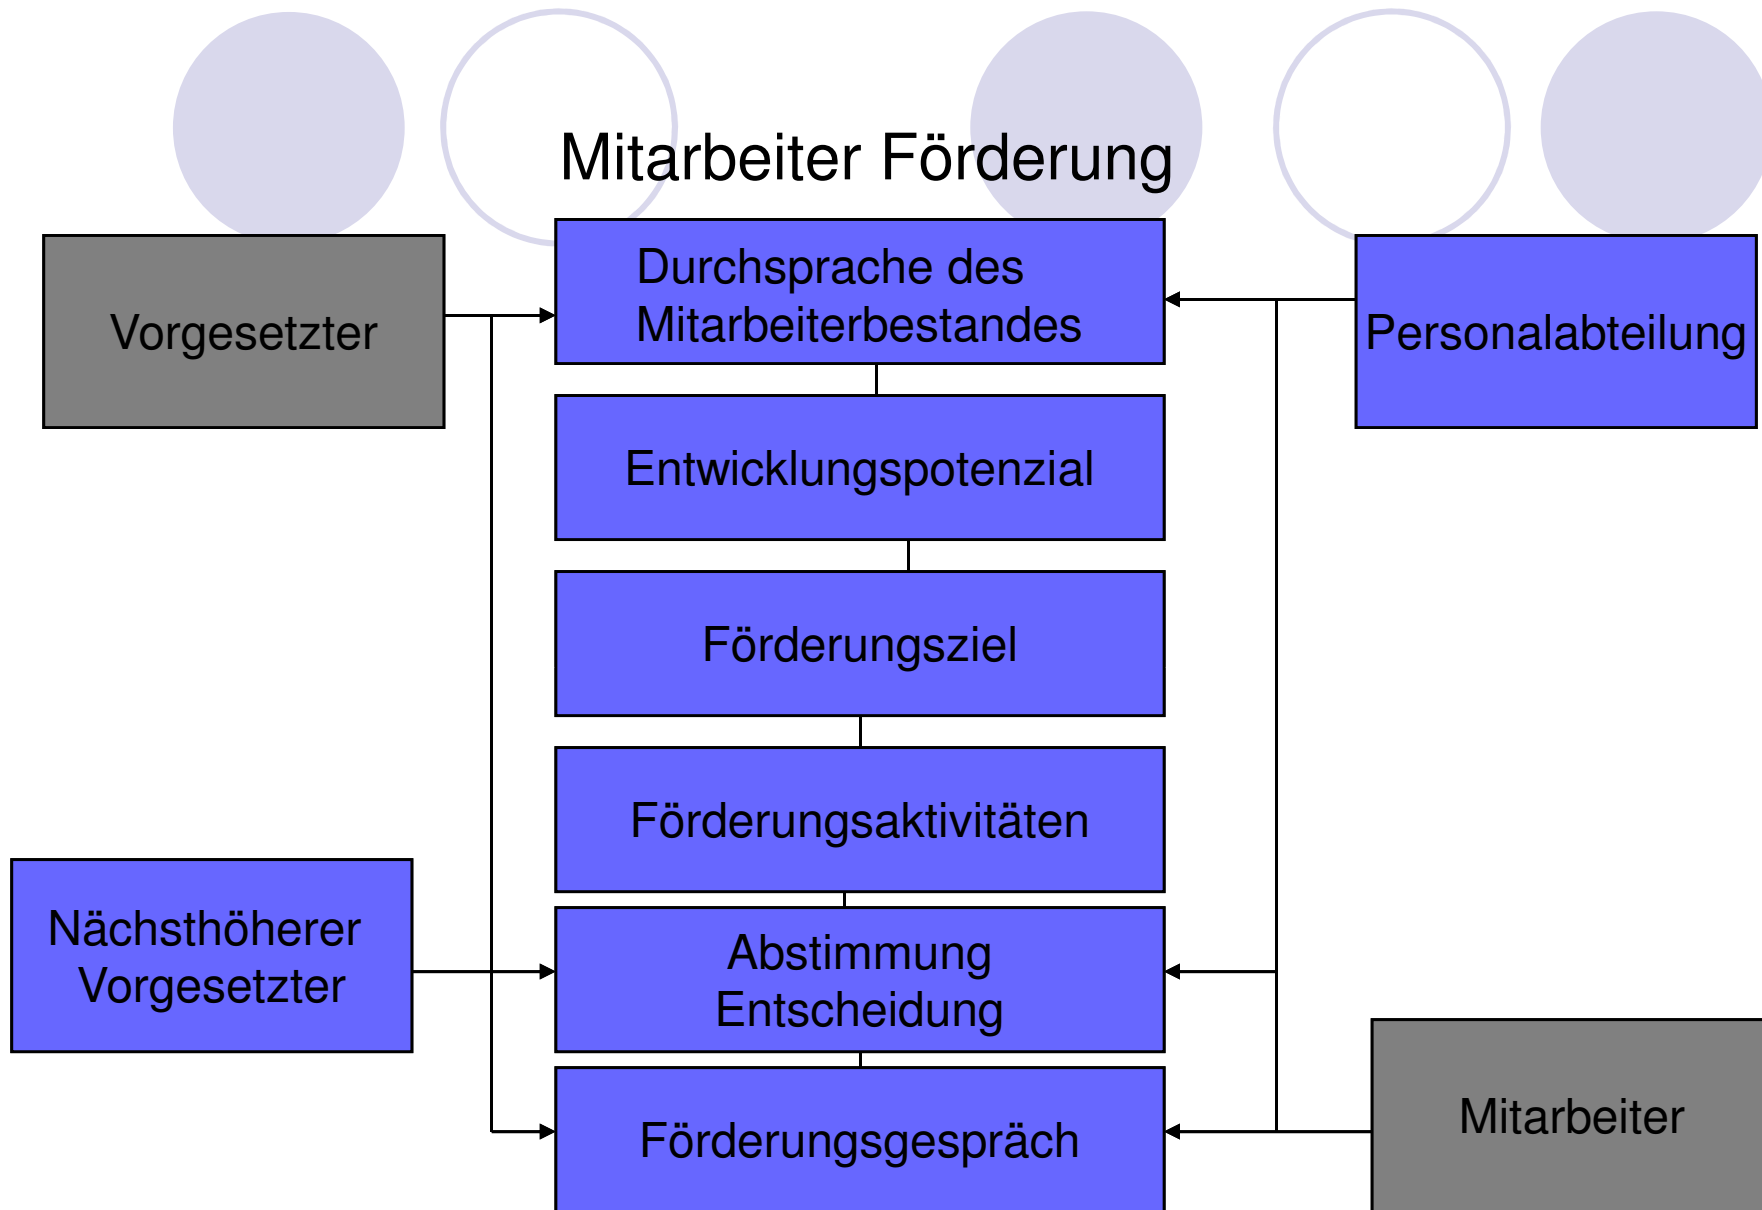 Mitarbeiter Förderung
Vorgesetzter
Durchsprache des
Mitarbeiterbestandes
Personalabteilung
Entwicklungspotenzial
Förderungsziel
Förderungsaktivitäten
Nächsthöherer
Vorgesetzter
Abstimmung
Entscheidung
Förderungsgespräch
Mitarbeiter